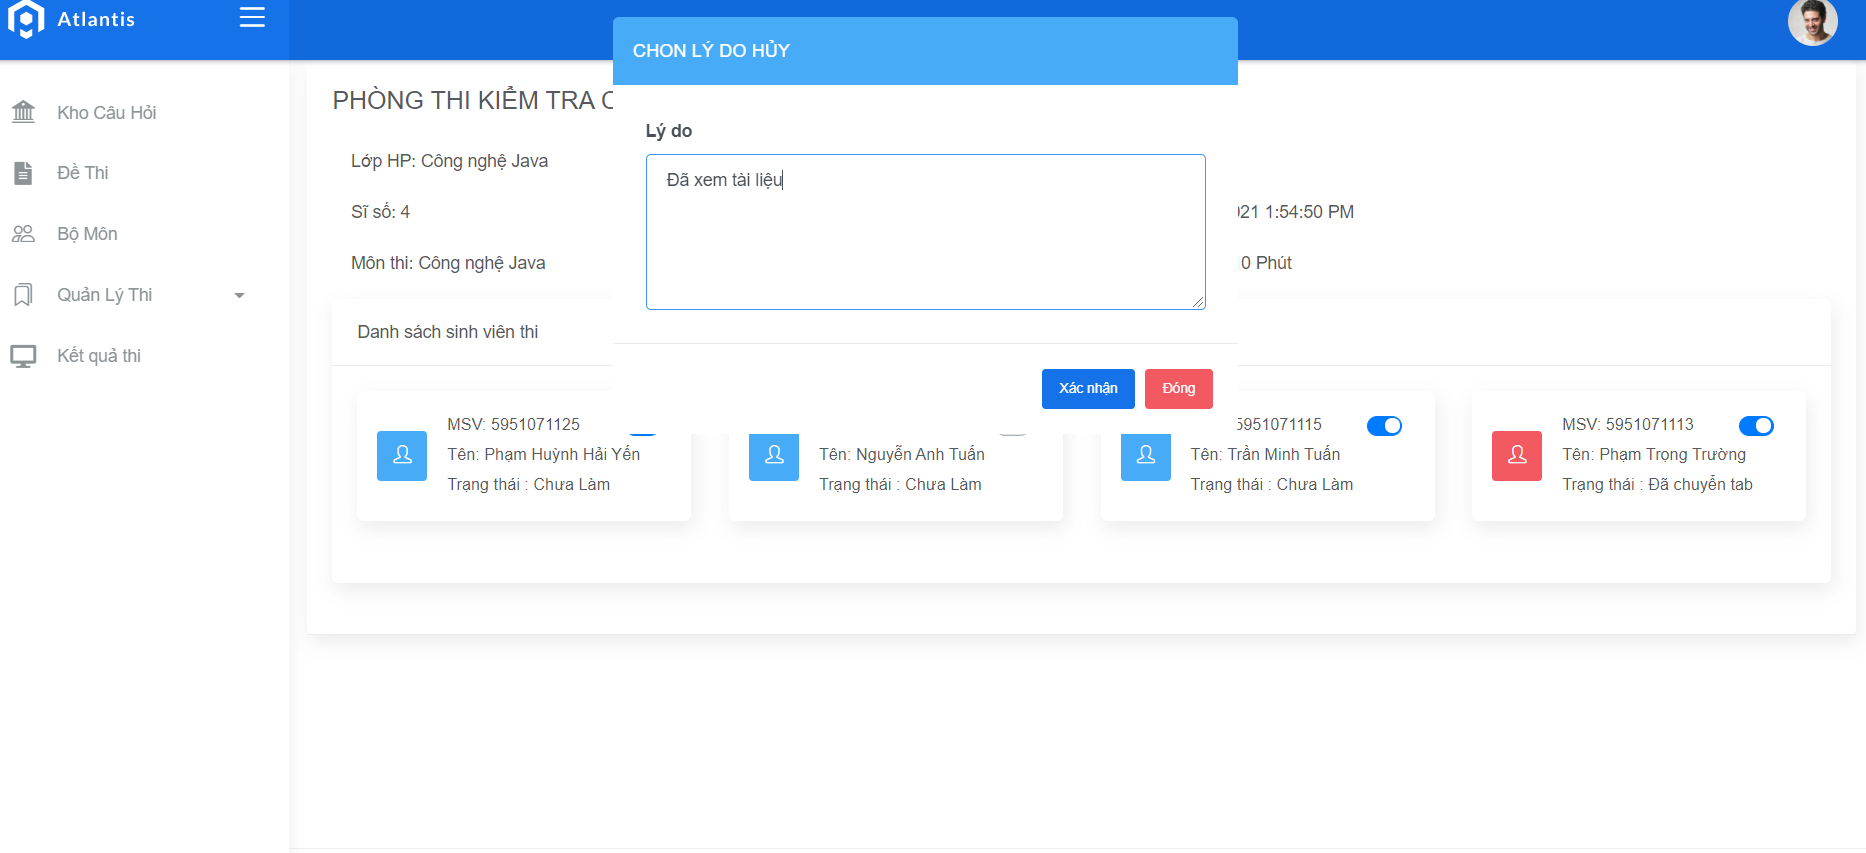 Atlantis
CHON LÝ DO HỦY
Kho Câu Hỏi
Đề Thi
Bộ Môn
Quản Lý Thi
Kết quả thi
PHÒNG THI KIỂM TRA
Lớp HP: Công nghệ Java
Sĩ số: 4
021 1:54:50 PM
Môn thi: Công nghệ Java
0 Phút
Lý do
Đã xem tài liệu
Xác nhận
Đóng
Danh sách sinh viên thi
MSV: 5951071125
Tên: Phạm Huỳnh Hải Yến
Trạng thái : Chưa Làm
Tên: Nguyễn Anh Tuấn
Trạng thái : Chưa Làm
5951071115
Tên: Trần Minh Tuấn
Trạng thái : Chưa Làm
MSV: 5951071113
Tên: Phạm Trọng Trường
Trạng thái : Đã chuyển tab